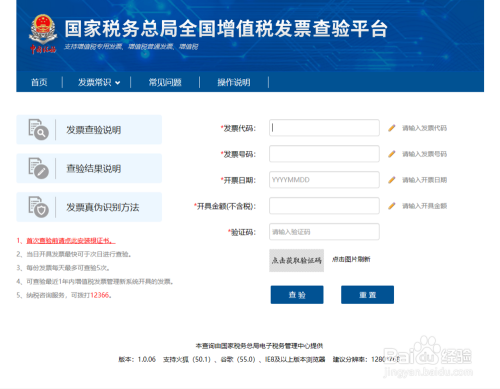 国家税务总局全国增值税发票查验平台
支持增值税专用发票、增值税普通发票、增值税
中国税务
首页 发票常识 常见问题 操作说明
发票查验说明
查验结果说明
发票真伪识别方法
1、首次查验前请点此安装根证书。
2、当日开具发票最快可于次日进行查验。
3、每份发票每天最多可查验5次。
4、可查验最近1年内增值税发票管理新系统开具的发票。
5、纳税咨询服务，可拨打12366。
*发票代码： 请输入发票代码
*发票号码： 请输入发票号码
*开票日期： YYYYMMDD 请输入开票日期
*开具金额(不含税)： 请输入开具金额
*验证码： 请输入验证码
点击获取验证码 点击图片刷新
查 验 重 置
本查询由国家税务总局电子税务管理中心提供
版本：1.0.06 支持火狐（50.1）、谷歌（55.0）、IE8及以上版本浏览器 建议分辨率：1280*768
Baidu 经验
jingyan.baidu.com